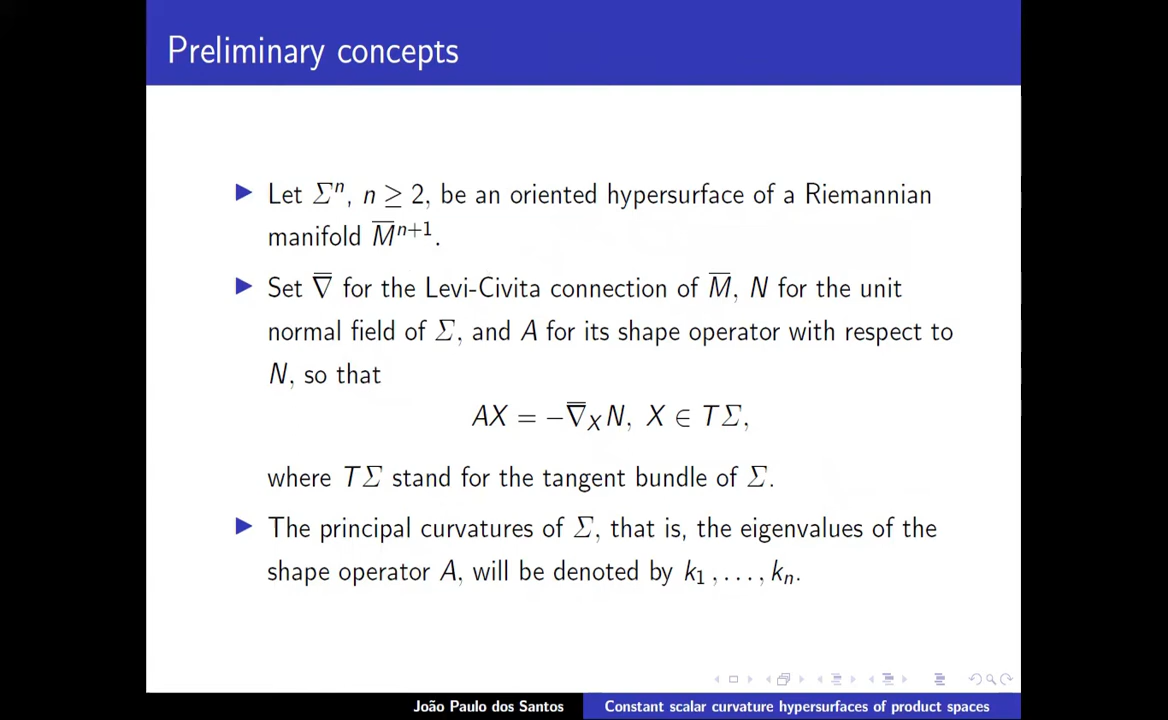 Preliminary concepts
Let Σⁿ, n ≥ 2, be an oriented hypersurface of a Riemannian
manifold M̅ⁿ⁺¹.
Set ∇̅ for the Levi-Civita connection of M̅, N for the unit
normal field of Σ, and A for its shape operator with respect to
N, so that
AX = −∇̅_X N, X ∈ TΣ,
where TΣ stand for the tangent bundle of Σ.
The principal curvatures of Σ, that is, the eigenvalues of the
shape operator A, will be denoted by k₁, …, kₙ.
João Paulo dos Santos
Constant scalar curvature hypersurfaces of product spaces